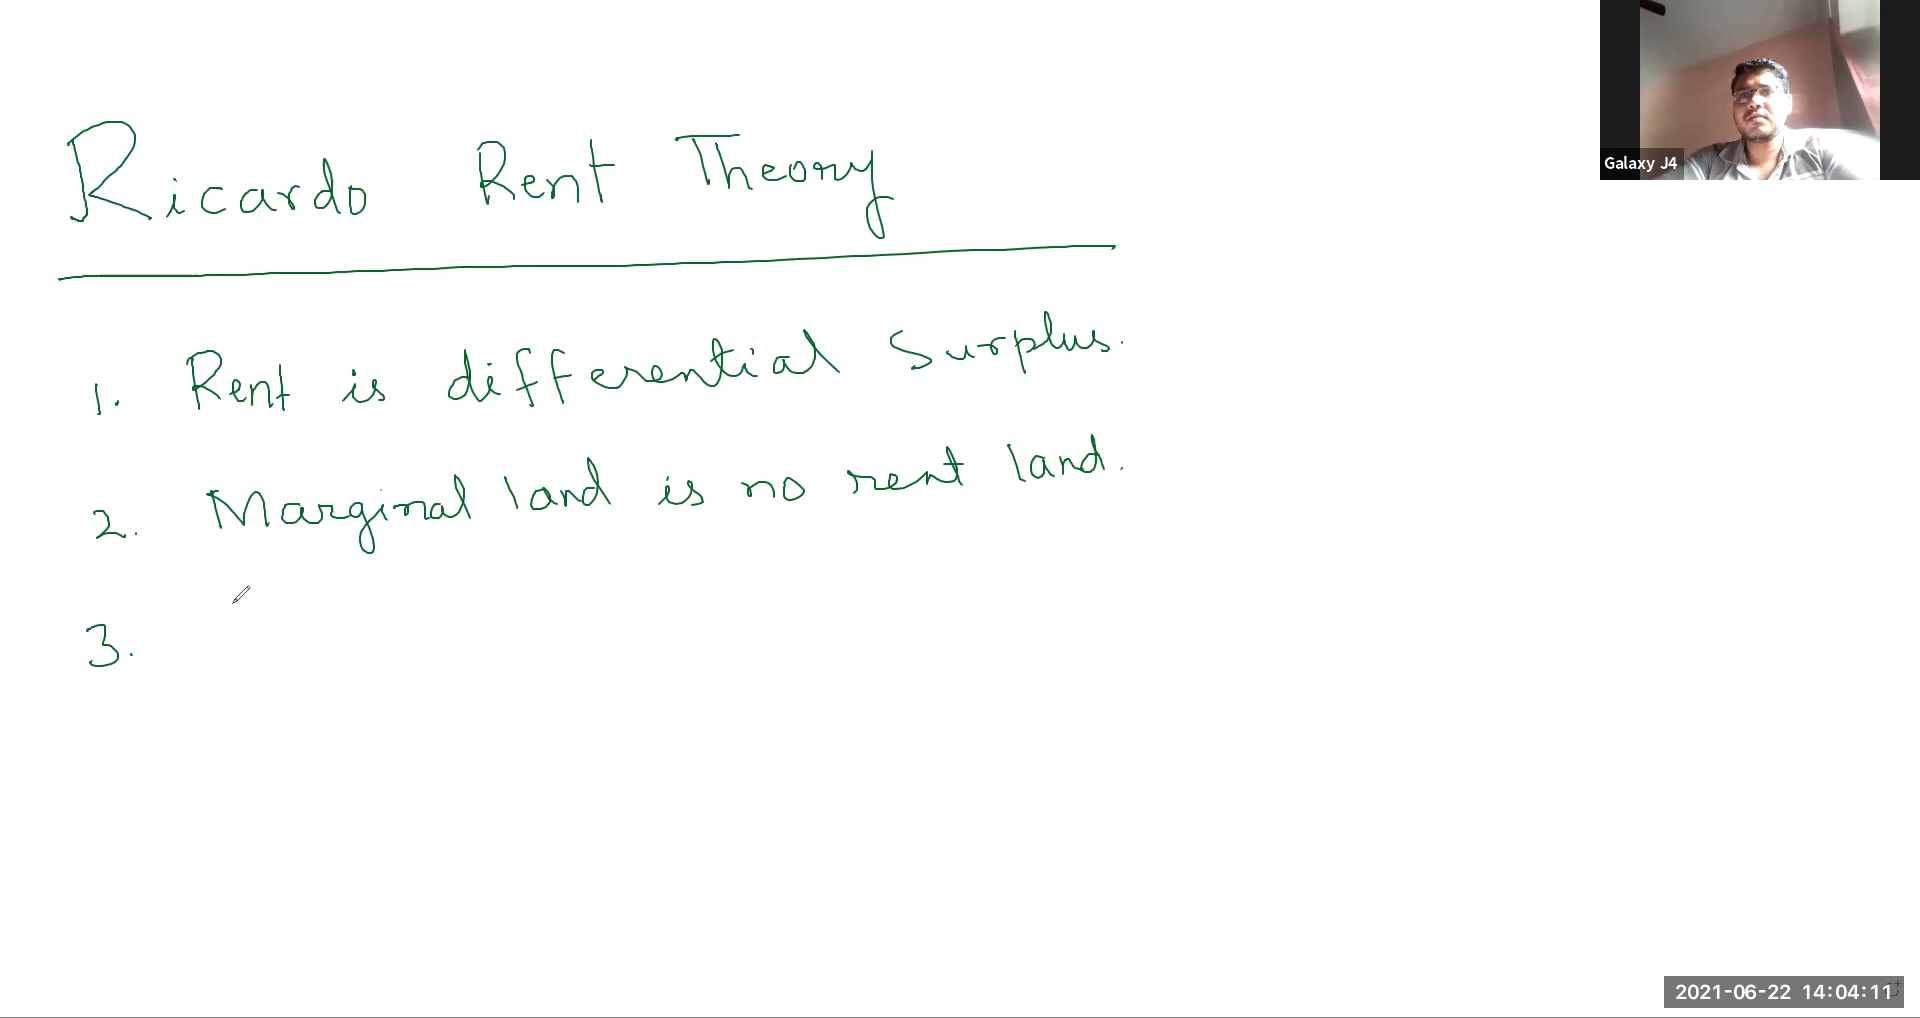 Ricardo Rent Theory
1. Rent is differential Surplus.
2. Marginal land is no rent land.
3.
Galaxy J4
2021-06-22 14:04:11